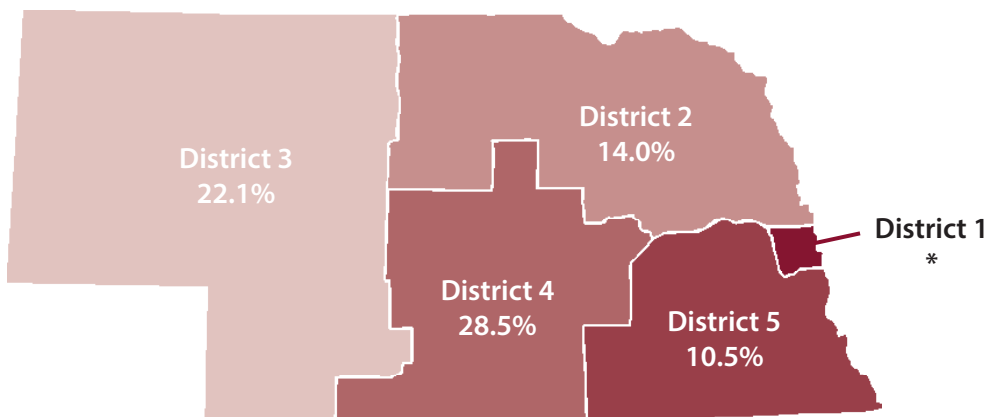 District 2
14.0%
District 3
22.1%
District 1
*
District 4
28.5%
District 5
10.5%